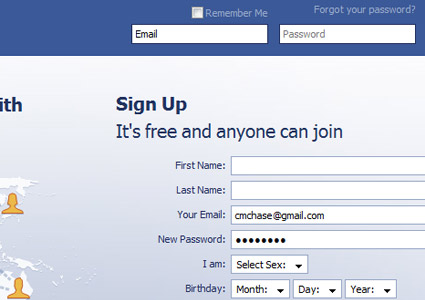 Remember Me
Forgot your password?
Email
Password
ith
Sign Up
It's free and anyone can join
First Name:
Last Name:
Your Email: cmchase@gmail.com
New Password: ●●●●●●●●
I am: Select Sex:
Birthday: Month: Day: Year: